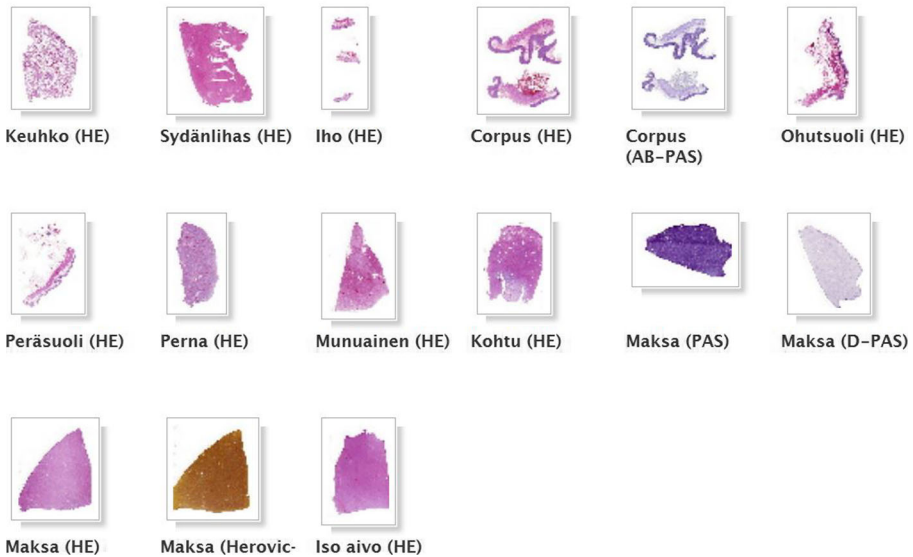 Keuhko (HE)
Sydänlihas (HE)
Iho (HE)
Corpus (HE)
Corpus
(AB-PAS)
Ohutsuoli (HE)
Peräsuoli (HE)
Perna (HE)
Munuainen (HE)
Kohtu (HE)
Maksa (PAS)
Maksa (D-PAS)
Maksa (HE)
Maksa (Herovic-
Iso aivo (HE)